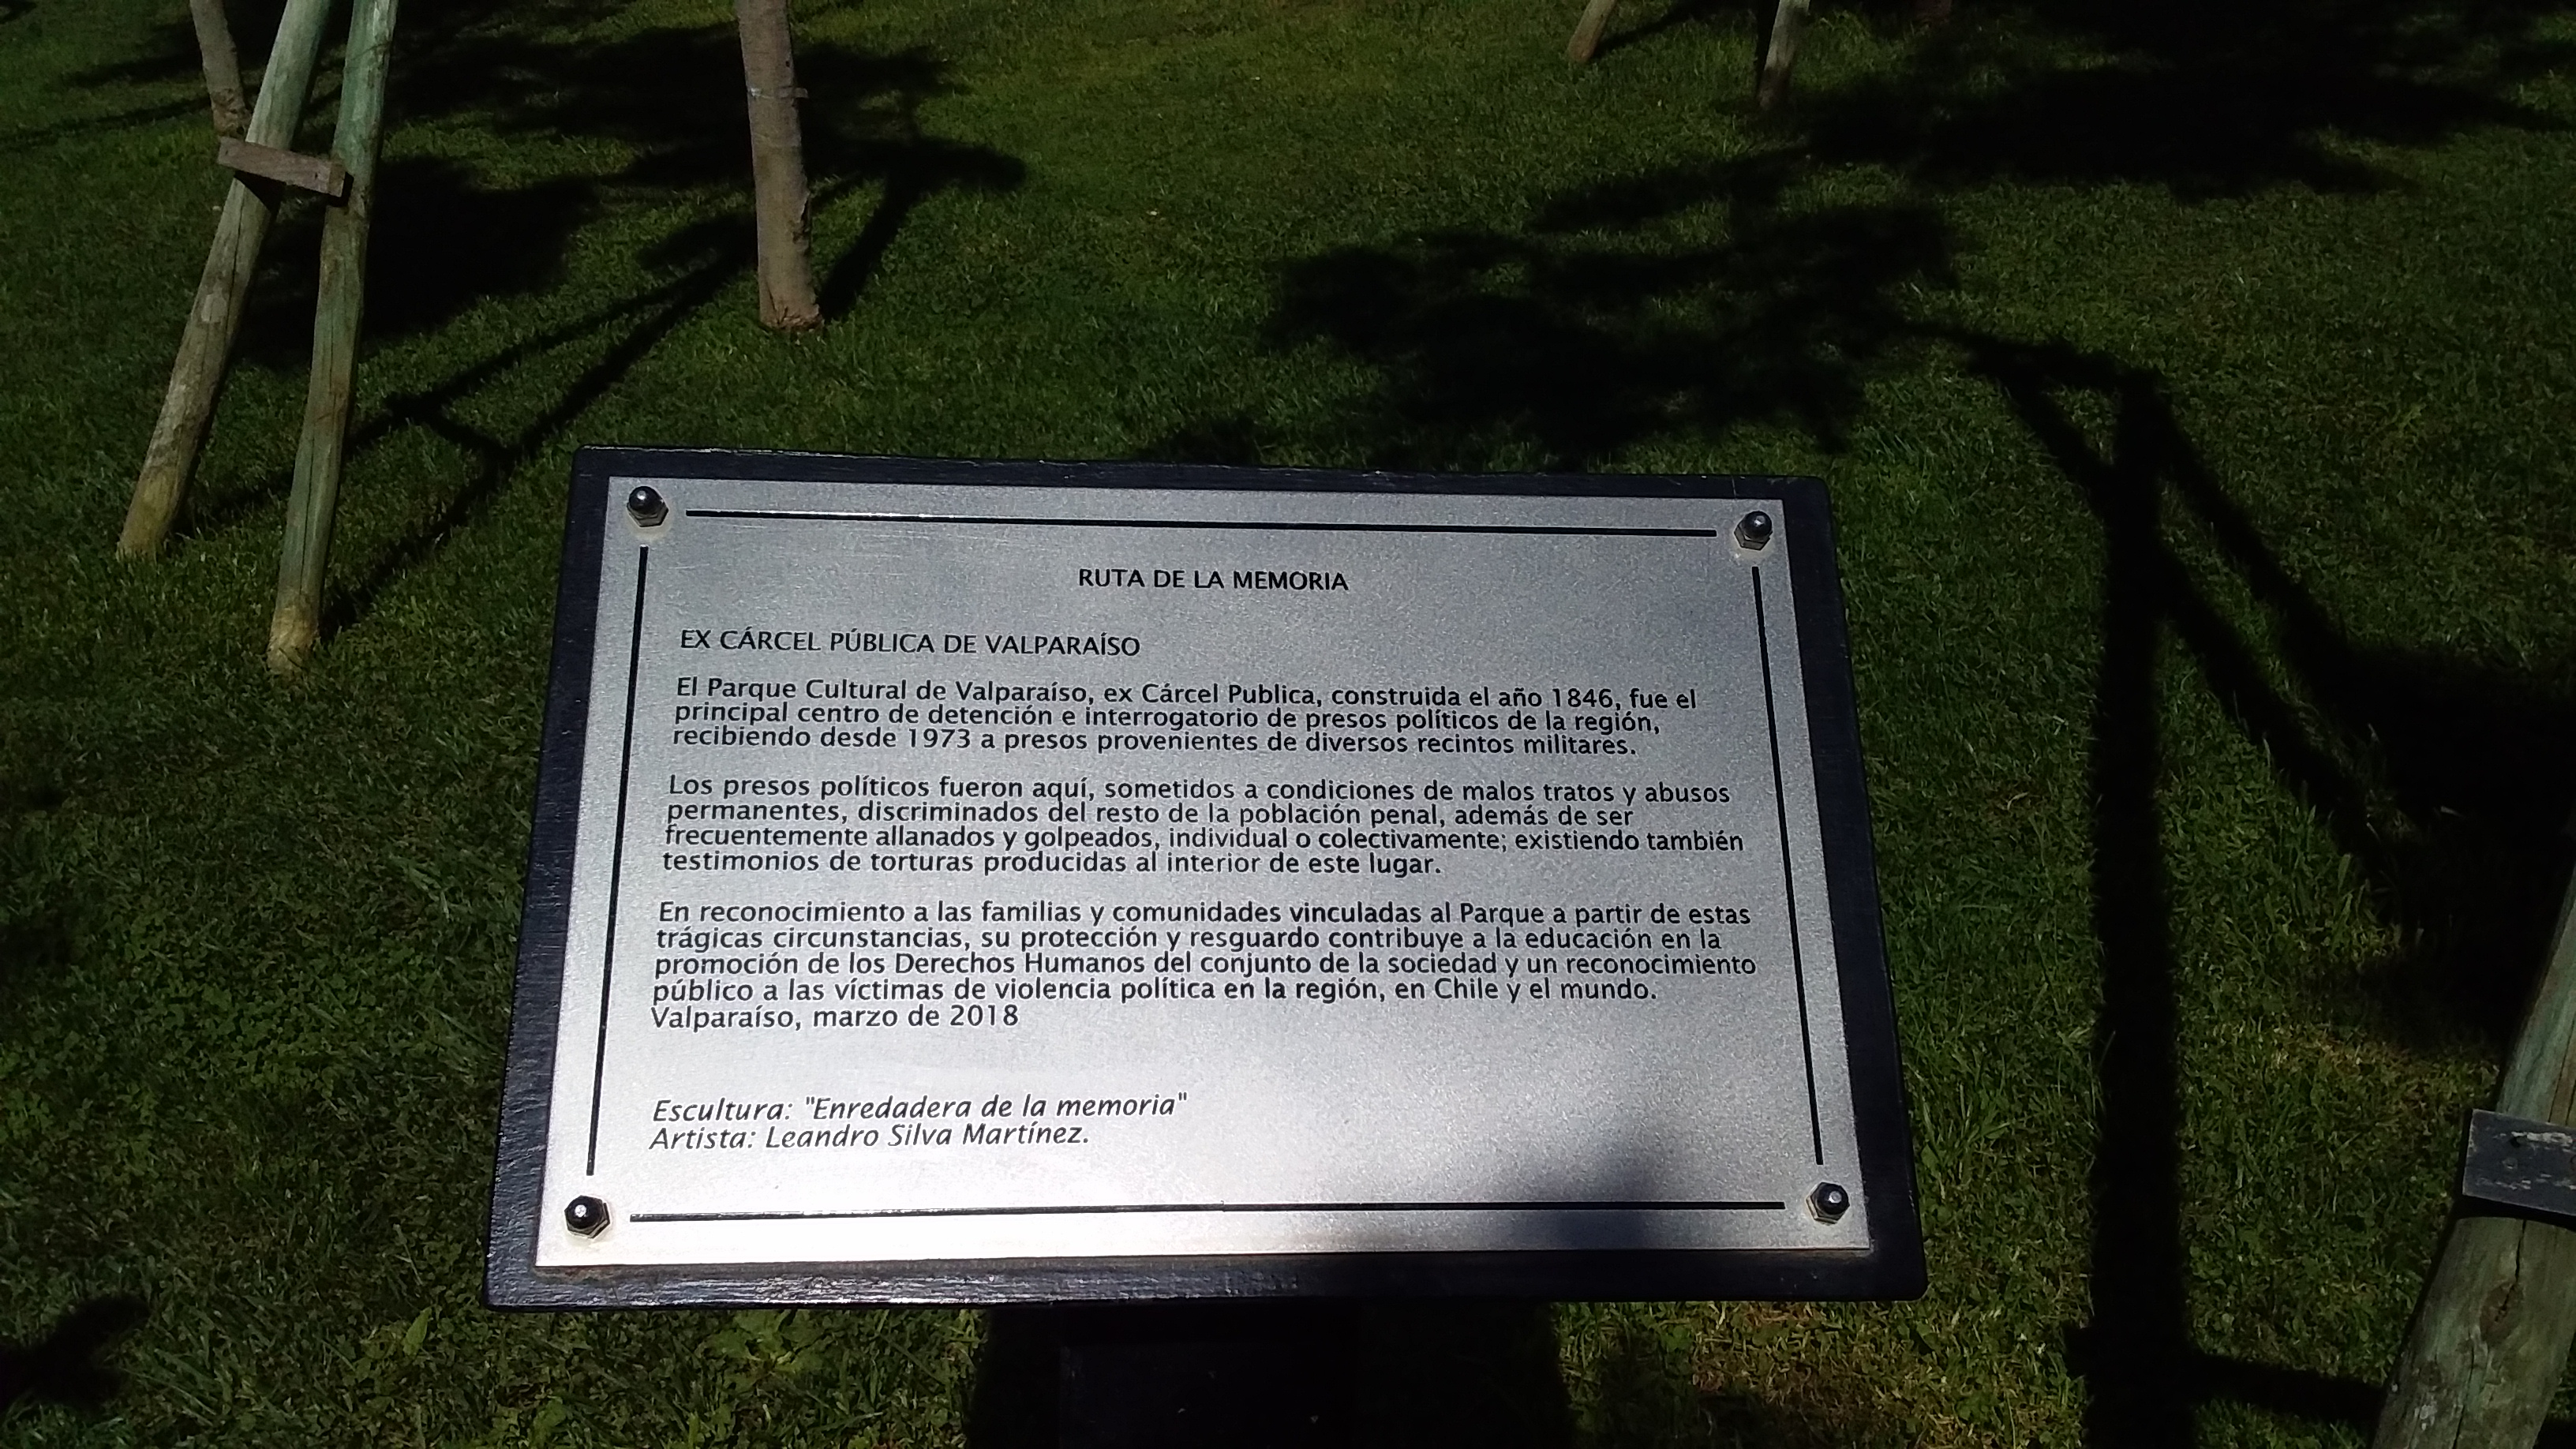 RUTA DE LA MEMORIA
EX CÁRCEL PÚBLICA DE VALPARAÍSO
El Parque Cultural de Valparaíso, ex Cárcel Publica, construida el año 1846, fue el
principal centro de detención e interrogatorio de presos políticos de la región,
recibiendo desde 1973 a presos provenientes de diversos recintos militares.
Los presos políticos fueron aquí, sometidos a condiciones de malos tratos y abusos
permanentes, discriminados del resto de la población penal, además de ser
frecuentemente allanados y golpeados, individual o colectivamente; existiendo también
testimonios de torturas producidas al interior de este lugar.
En reconocimiento a las familias y comunidades vinculadas al Parque a partir de estas
trágicas circunstancias, su protección y resguardo contribuye a la educación en la
promoción de los Derechos Humanos del conjunto de la sociedad y un reconocimiento
público a las víctimas de violencia política en la región, en Chile y el mundo.
Valparaíso, marzo de 2018
Escultura: "Enredadera de la memoria"
Artista: Leandro Silva Martínez.